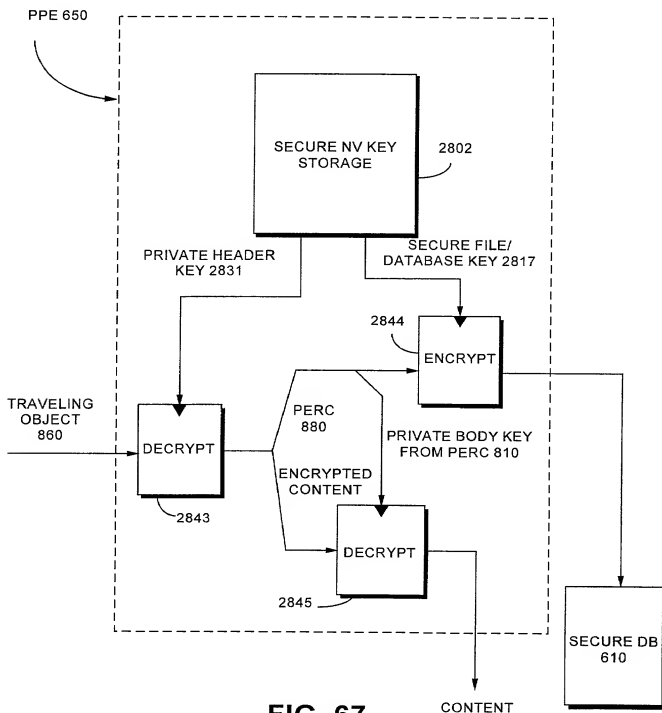 PPE 650
SECURE NV KEY
STORAGE
2802
PRIVATE HEADER
KEY 2831
SECURE FILE/
DATABASE KEY 2817
2844
ENCRYPT
TRAVELING
OBJECT
860
DECRYPT
2843
PERC
880
ENCRYPTED
CONTENT
PRIVATE BODY KEY
FROM PERC 810
DECRYPT
2845
SECURE DB
610
CONTENT
FIG. 67